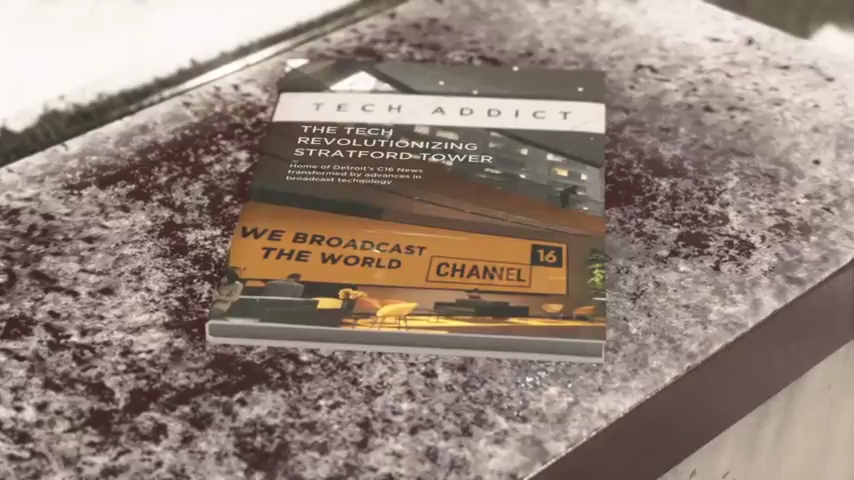 TECH ADDICT
THE TECH
REVOLUTIONIZING
STRATFORD TOWER
Home of Detroit's C16 News
transformed by advances in
broadcast technology
WE BROADCAST
THE WORLD
CHANNEL
16